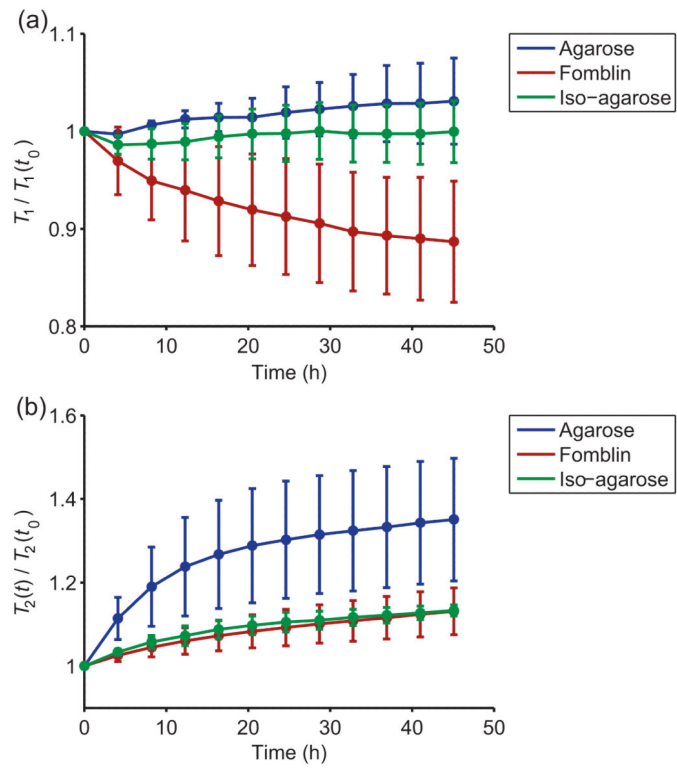 (a)
1.1
1
0.9
0.8
T1 / T1(t0)
0 10 20 30 40 50
Time (h)
Agarose
Fomblin
Iso-agarose
(b)
1.6
1.4
1.2
1
T2(t) / T2(t0)
0 10 20 30 40 50
Time (h)
Agarose
Fomblin
Iso-agarose